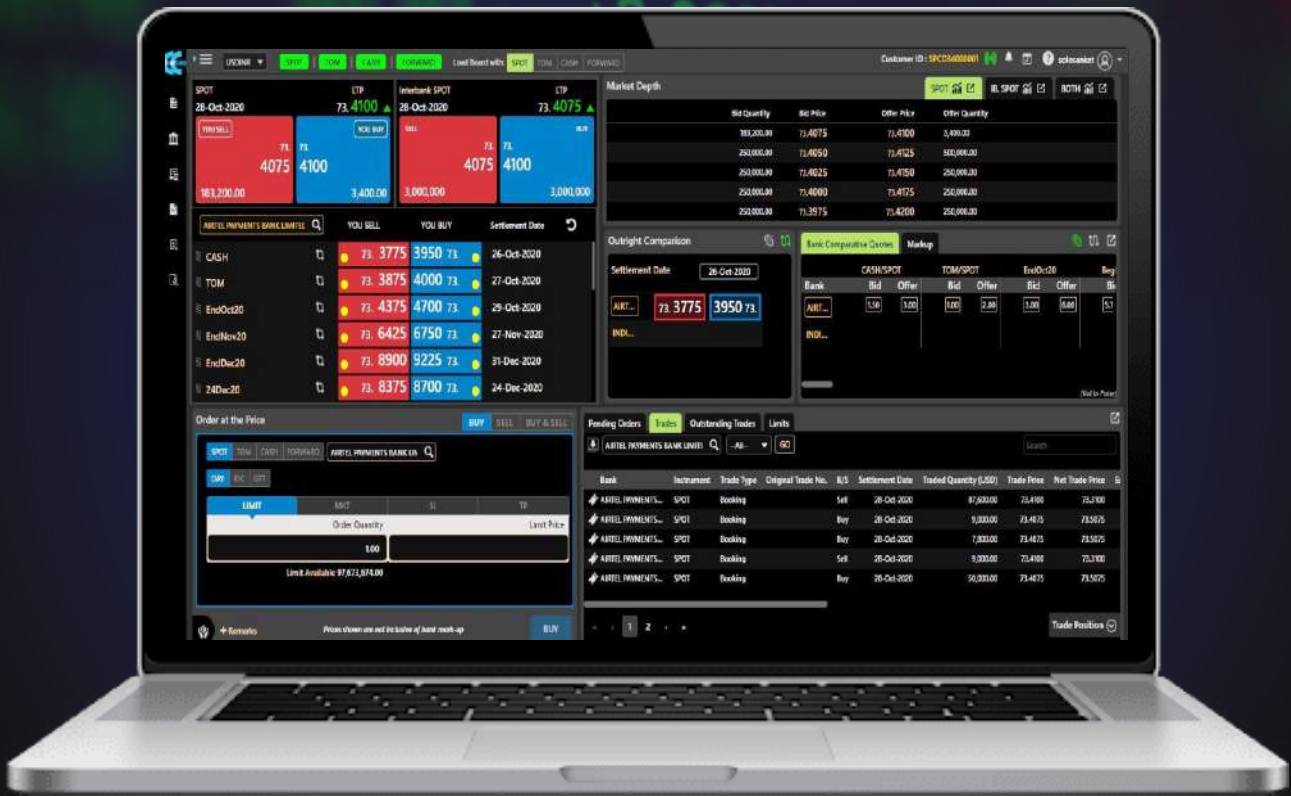 USDINR SPOT TOM CASH FORWARD Load Board with: SPOT TOM CASH FORWARD Customer ID : SPCDS4000001
SPOT LTP Interbank SPOT LTP
28-Oct-2020 73.4100 28-Oct-2020 73.4075
YOU SELL YOU BUY SELL BUY
73. 73. 73. 73.
4075 4100 4075 4100
183,200.00 3,400.00 3,000,000 3,000,000
AIRTEL PAYMENTS BANK LIMITEE YOU SELL YOU BUY Settlement Date
CASH 73. 3775 3950 73. 26-Oct-2020
TOM 73. 3875 4000 73. 27-Oct-2020
EndOct20 73. 4375 4700 73. 29-Oct-2020
EndNov20 73. 6425 6750 73. 27-Nov-2020
EndDec20 73. 8900 9225 73. 31-Dec-2020
24Dec20 73. 8375 8700 73. 24-Dec-2020
Market Depth SPOT IB. SPOT BOTH
Bid Quantity Bid Price Offer Price Offer Quantity
183,200.00 73.4075 73.4100 3,400.00
250,000.00 73.4050 73.4125 500,000.00
250,000.00 73.4025 73.4150 250,000.00
250,000.00 73.4000 73.4175 250,000.00
250,000.00 73.3975 73.4200 250,000.00
Outright Comparison
Settlement Date 26-Oct-2020
AIRT... 73. 3775 3950 73.
INDI...
Bank Comparative Quotes Markup
CASH/SPOT TOM/SPOT EndOct20 Beg
Bank Bid Offer Bid Offer Bid Offer Bi
AIRT... 1.50 3.00 1.00 2.00 3.00 6.00 5.1
INDI...
Order at the Price BUY SELL BUY & SELL
SPOT TOM CASH FORWARD AIRTEL PAYMENTS BANK LIN
DAY IOC GTT
LIMIT MKT SL TP
Order Quantity Limit Price
1.00
Limit Available 97,673,674.00
+ Remarks Prices shown are not inclusive of bank mark-up BUY
Pending Orders Trades Outstanding Trades Limits
AIRTEL PAYMENTS BANK LIMITE -All- GO Search
Bank Instrument Trade Type Original Trade No. B/S Settlement Date Traded Quantity (USD) Trade Price Net Trade Price
AIRTEL PAYMENTS... SPOT Booking Sell 28-Oct-2020 87,600.00 73.4100 73.3100
AIRTEL PAYMENTS... SPOT Booking Buy 28-Oct-2020 9,000.00 73.4075 73.5075
AIRTEL PAYMENTS... SPOT Booking Buy 28-Oct-2020 7,000.00 73.4075 73.5075
AIRTEL PAYMENTS... SPOT Booking Sell 28-Oct-2020 9,000.00 73.4100 73.3100
AIRTEL PAYMENTS... SPOT Booking Buy 28-Oct-2020 50,000.00 73.4075 73.5075
1 2
Trade Position